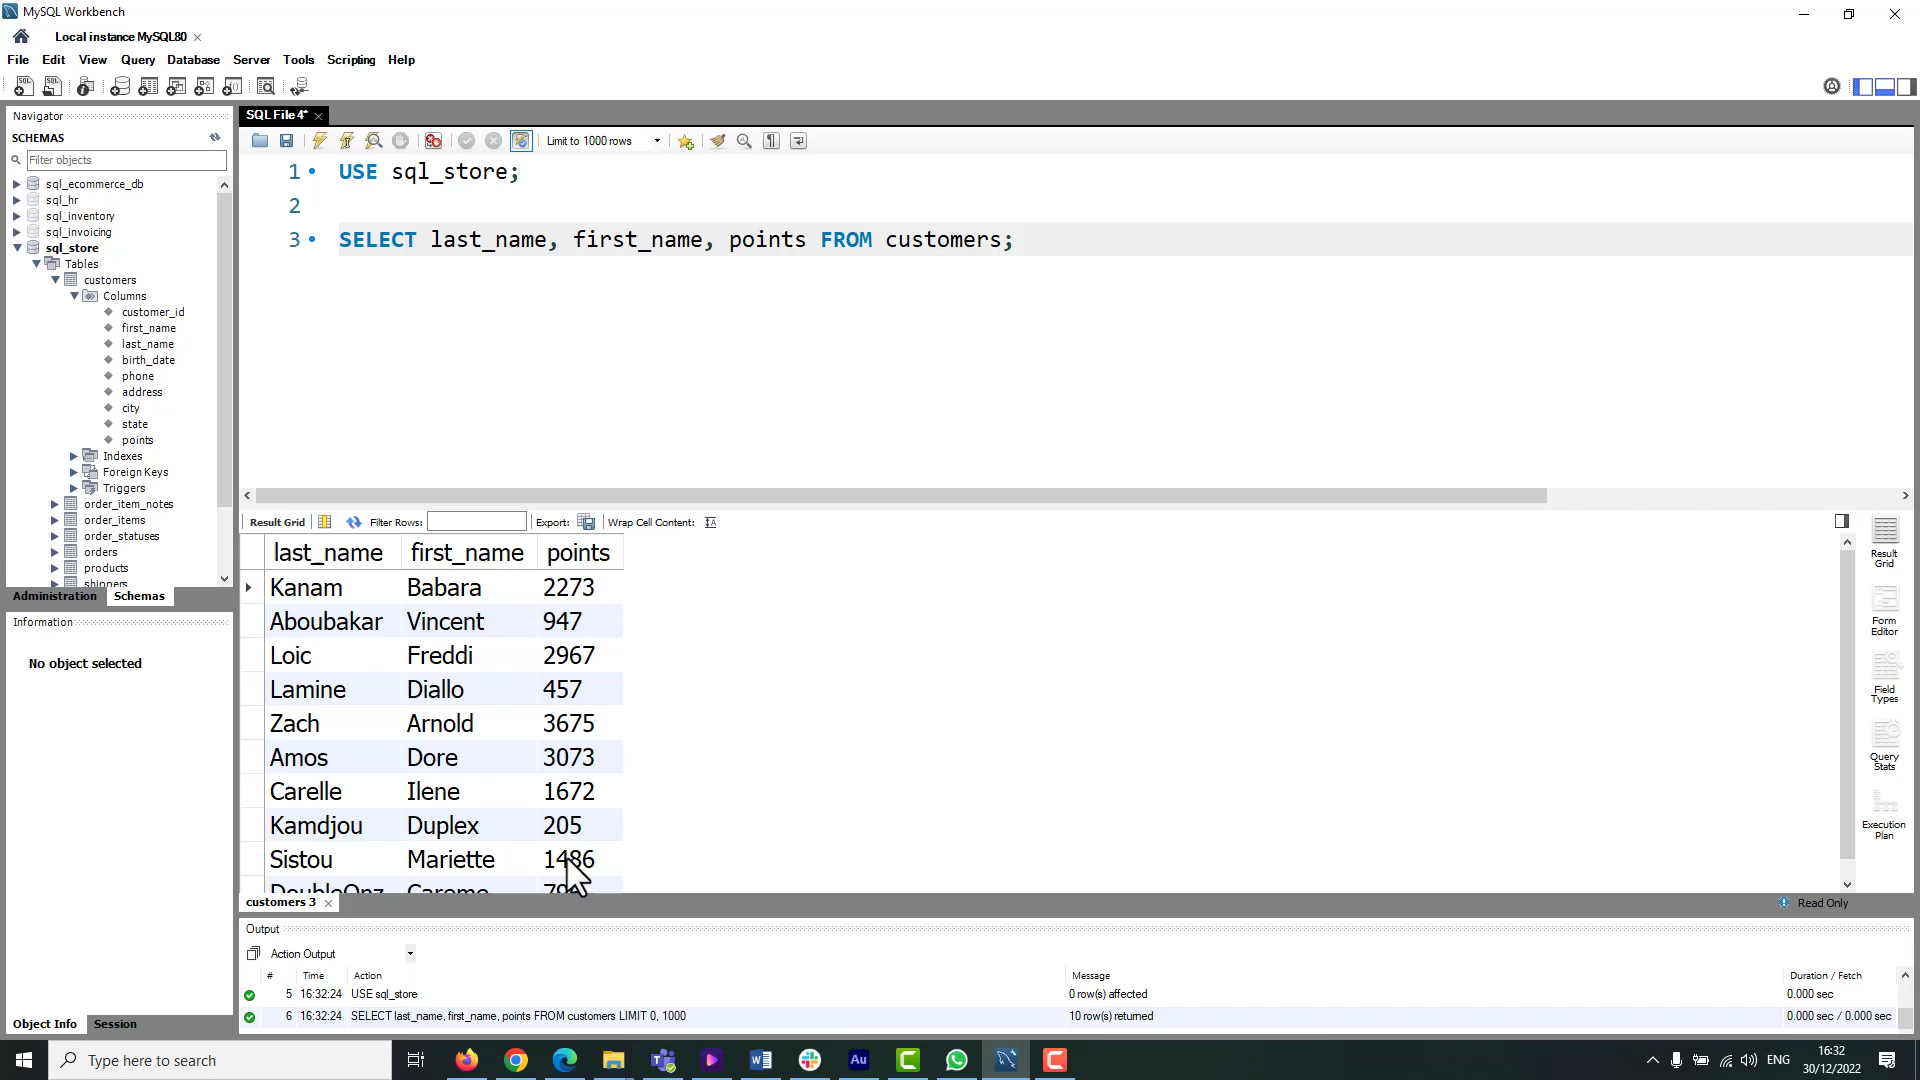 MySQL Workbench
Local instance MySQL80
File Edit View Query Database Server Tools Scripting Help
Navigator
SCHEMAS
Filter objects
sql_ecommerce_db
sql_hr
sql_inventory
sql_invoicing
sql_store
Tables
customers
Columns
customer_id
first_name
last_name
birth_date
phone
address
city
state
points
Indexes
Foreign Keys
Triggers
order_item_notes
order_items
order_statuses
orders
products
shippers
Administration Schemas
Information
No object selected
Object Info Session
SQL File 4*
Limit to 1000 rows
1 USE sql_store;
2
3 SELECT last_name, first_name, points FROM customers;
Result Grid Filter Rows: Export: Wrap Cell Content:
last_name first_name points
Kanam Babara 2273
Aboubakar Vincent 947
Loic Freddi 2967
Lamine Diallo 457
Zach Arnold 3675
Amos Dore 3073
Carelle Ilene 1672
Kamdjou Duplex 205
Sistou Mariette 1486
DoubleOnz Careme
Result Grid
Form Editor
Field Types
Query Stats
Execution Plan
customers 3
Read Only
Output
Action Output
# Time Action Message Duration / Fetch
5 16:32:24 USE sql_store 0 row(s) affected 0.000 sec
6 16:32:24 SELECT last_name, first_name, points FROM customers LIMIT 0, 1000 10 row(s) returned 0.000 sec / 0.000 sec
Type here to search
Au
ENG
16:32
30/12/2022